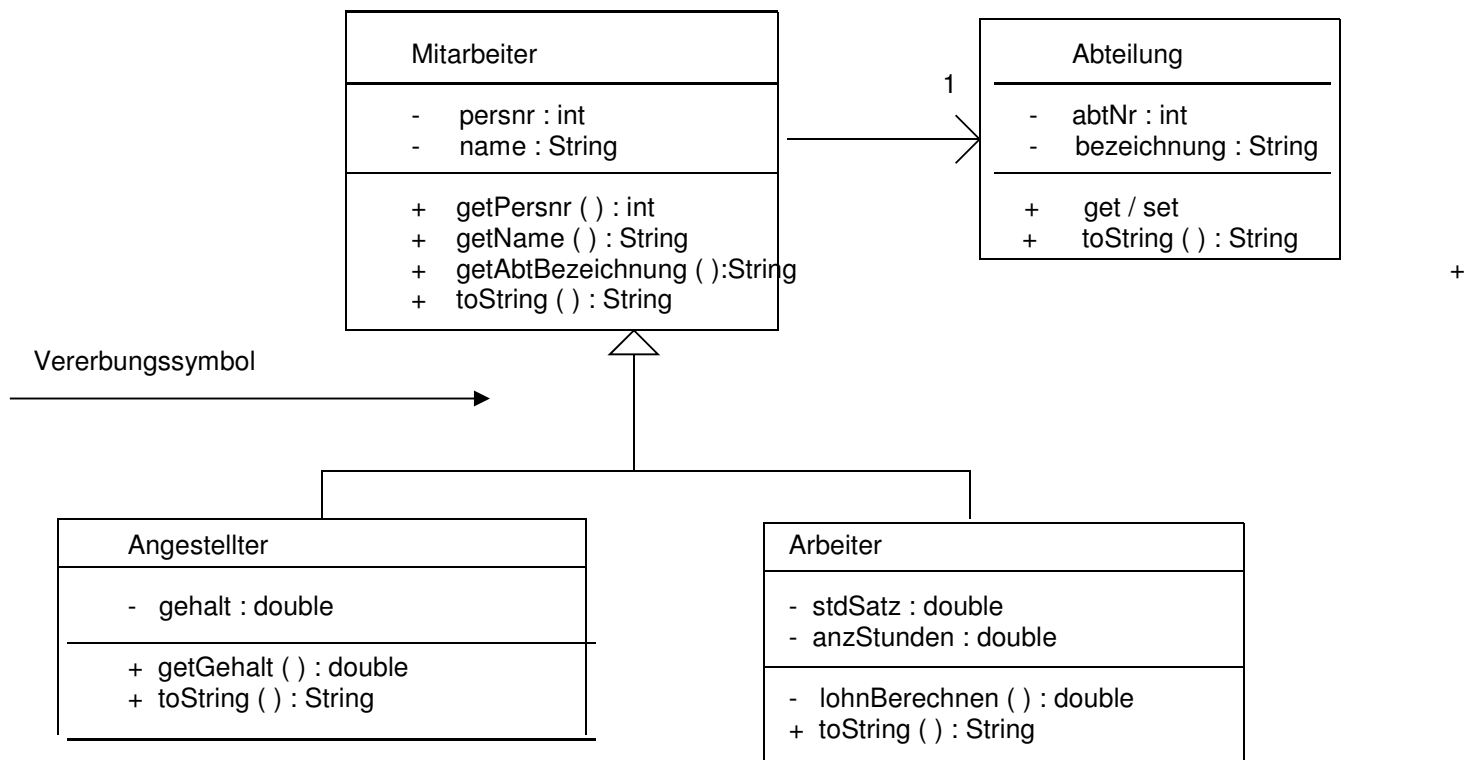 Mitarbeiter
- persnr : int
- name : String
+ getPersnr ( ) : int
+ getName ( ) : String
+ getAbtBezeichnung ( ):String
+ toString ( ) : String
1
Abteilung
- abtNr : int
- bezeichnung : String
+ get / set
+ toString ( ) : String
+
Vererbungssymbol
Angestellter
- gehalt : double
+ getGehalt ( ) : double
+ toString ( ) : String
Arbeiter
- stdSatz : double
- anzStunden : double
- lohnBerechnen ( ) : double
+ toString ( ) : String